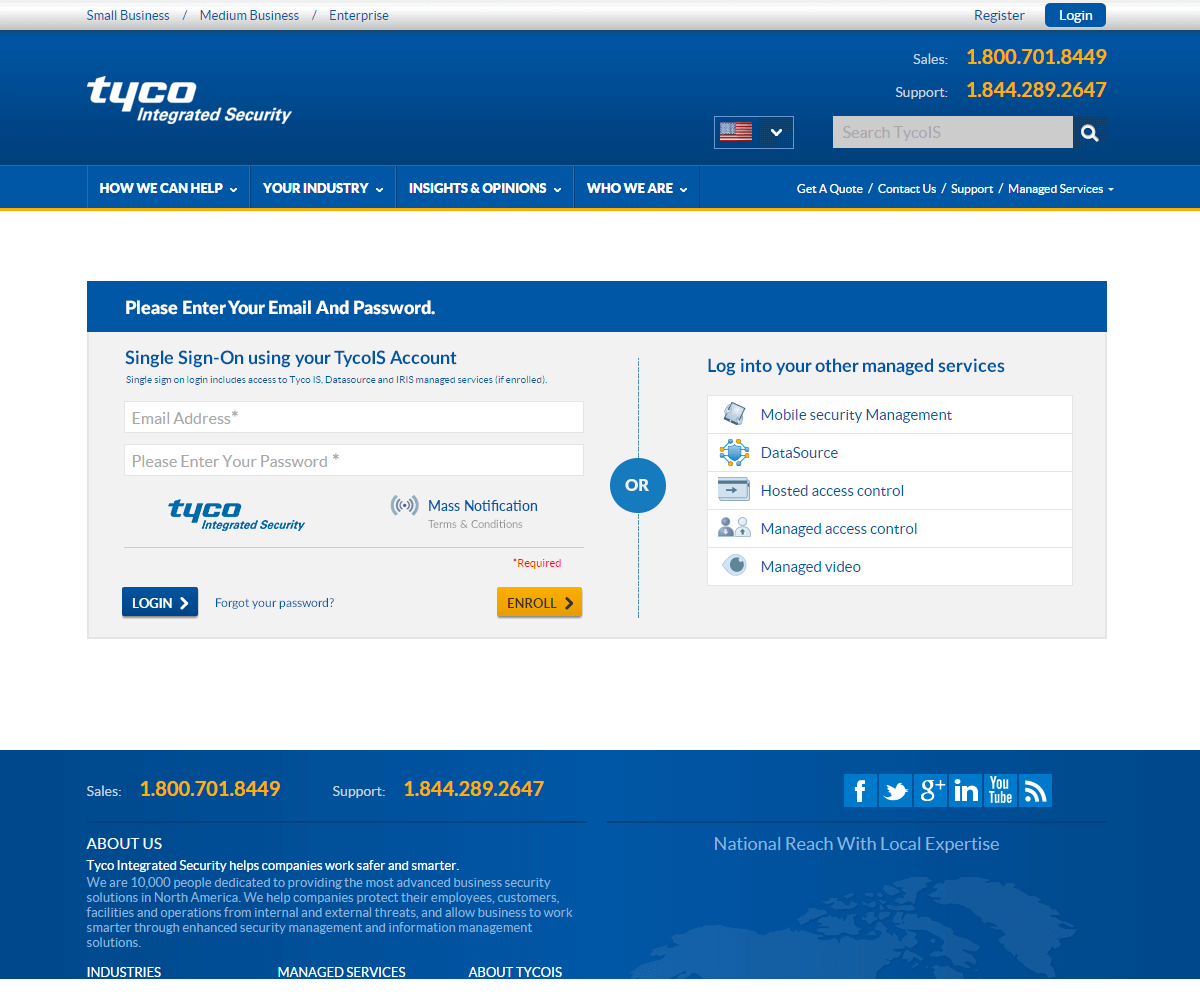 Small Business / Medium Business / Enterprise
Register Login
Sales: 1.800.701.8449
Support: 1.844.289.2647
tyco
Integrated Security
Search TycoIS
HOW WE CAN HELP YOUR INDUSTRY INSIGHTS & OPINIONS WHO WE ARE
Get A Quote / Contact Us / Support / Managed Services
Please Enter Your Email And Password.
Single Sign-On using your TycoIS Account
Single sign on login includes access to Tyco IS, Datasource and IRIS managed services (if enrolled).
Email Address*
Please Enter Your Password *
tyco
Integrated Security
Mass Notification
Terms & Conditions
*Required
LOGIN Forgot your password? ENROLL
OR
Log into your other managed services
Mobile security Management
DataSource
Hosted access control
Managed access control
Managed video
Sales: 1.800.701.8449 Support: 1.844.289.2647
f g+ in You Tube
ABOUT US
Tyco Integrated Security helps companies work safer and smarter.
We are 10,000 people dedicated to providing the most advanced business security
solutions in North America. We help companies protect their employees, customers,
facilities and operations from internal and external threats, and allow business to work
smarter through enhanced security management and information management
solutions.
National Reach With Local Expertise
INDUSTRIES MANAGED SERVICES ABOUT TYCOIS